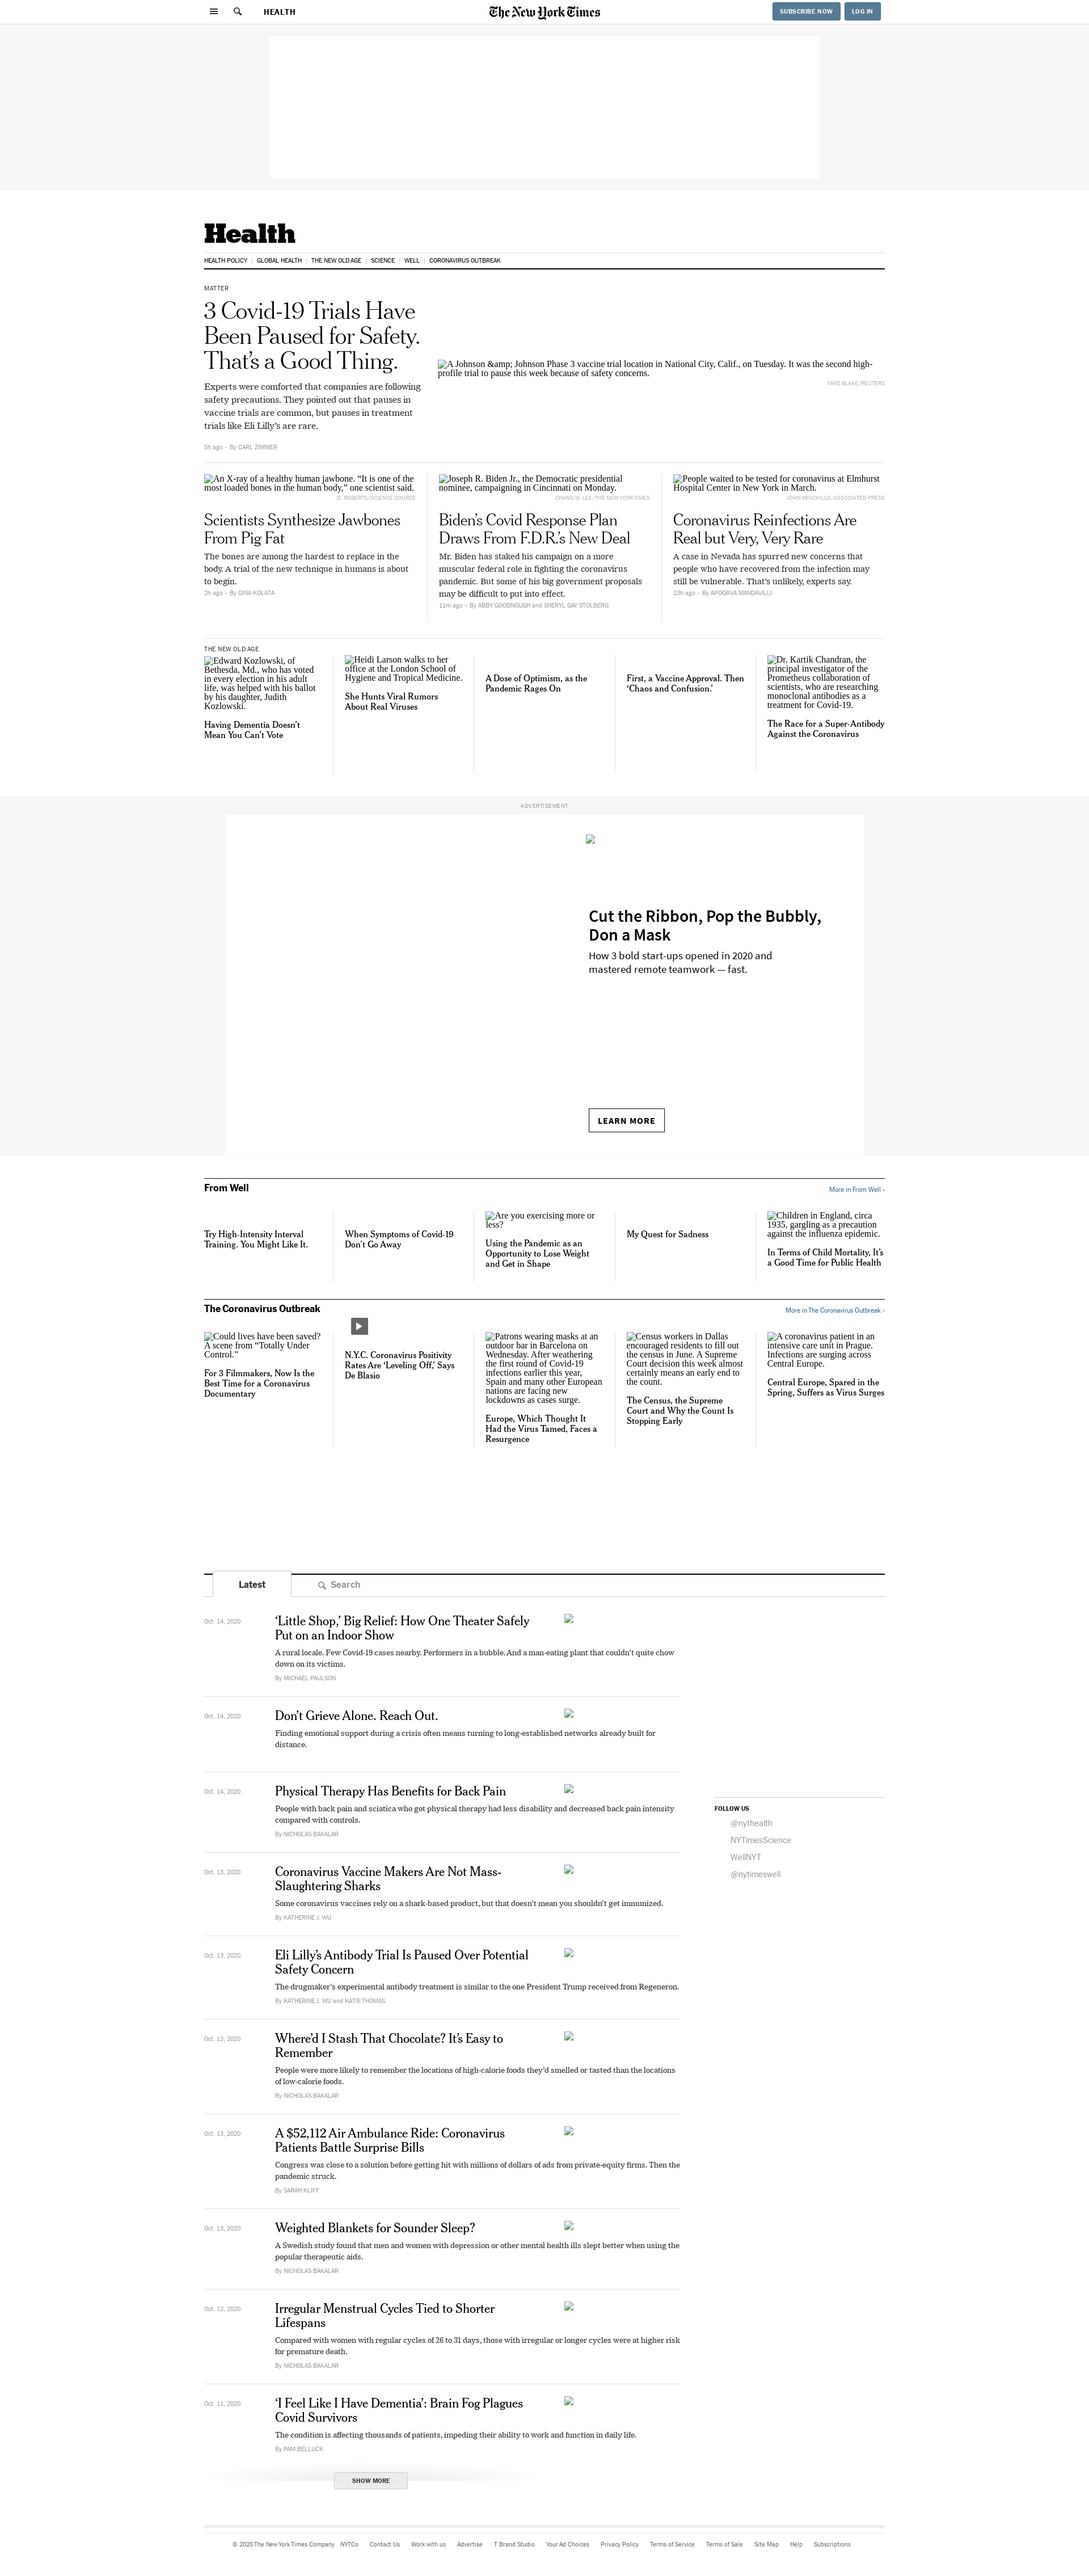 HEALTH
The New York Times
SUBSCRIBE NOW
LOG IN
Health
HEALTH POLICY
GLOBAL HEALTH
THE NEW OLD AGE
SCIENCE
WELL
CORONAVIRUS OUTBREAK
MATTER
3 Covid-19 Trials Have
Been Paused for Safety.
That’s a Good Thing.
Experts were comforted that companies are following
safety precautions. They pointed out that pauses in
vaccine trials are common, but pauses in treatment
trials like Eli Lilly’s are rare.
5h ago - By CARL ZIMMER
A Johnson &amp; Johnson Phase 3 vaccine trial location in National City, Calif., on Tuesday. It was the second high-
profile trial to pause this week because of safety concerns.
MIKE BLAKE/REUTERS
An X-ray of a healthy human jawbone. “It is one of the
most loaded bones in the human body,” one scientist said.
D. ROBERTS/SCIENCE SOURCE
Scientists Synthesize Jawbones
From Pig Fat
The bones are among the hardest to replace in the
body. A trial of the new technique in humans is about
to begin.
2h ago - By GINA KOLATA
Joseph R. Biden Jr., the Democratic presidential
nominee, campaigning in Cincinnati on Monday.
CHANG W. LEE/THE NEW YORK TIMES
Biden’s Covid Response Plan
Draws From F.D.R.’s New Deal
Mr. Biden has staked his campaign on a more
muscular federal role in fighting the coronavirus
pandemic. But some of his big government proposals
may be difficult to put into effect.
11m ago - By ABBY GOODNOUGH and SHERYL GAY STOLBERG
People waited to be tested for coronavirus at Elmhurst
Hospital Center in New York in March.
JOHN MINCHILLO/ASSOCIATED PRESS
Coronavirus Reinfections Are
Real but Very, Very Rare
A case in Nevada has spurred new concerns that
people who have recovered from the infection may
still be vulnerable. That’s unlikely, experts say.
23h ago - By APOORVA MANDAVILLI
THE NEW OLD AGE
Edward Kozlowski, of
Bethesda, Md., who has voted
in every election in his adult
life, was helped with his ballot
by his daughter, Judith
Kozlowski.
Having Dementia Doesn’t
Mean You Can’t Vote
Heidi Larson walks to her
office at the London School of
Hygiene and Tropical Medicine.
She Hunts Viral Rumors
About Real Viruses
A Dose of Optimism, as the
Pandemic Rages On
First, a Vaccine Approval. Then
‘Chaos and Confusion.’
Dr. Kartik Chandran, the
principal investigator of the
Prometheus collaboration of
scientists, who are researching
monoclonal antibodies as a
treatment for Covid-19.
The Race for a Super-Antibody
Against the Coronavirus
ADVERTISEMENT
Cut the Ribbon, Pop the Bubbly,
Don a Mask
How 3 bold start-ups opened in 2020 and
mastered remote teamwork — fast.
LEARN MORE
From Well
More in From Well ›
Try High-Intensity Interval
Training. You Might Like It.
When Symptoms of Covid-19
Don’t Go Away
Are you exercising more or
less?
Using the Pandemic as an
Opportunity to Lose Weight
and Get in Shape
My Quest for Sadness
Children in England, circa
1935, gargling as a precaution
against the influenza epidemic.
In Terms of Child Mortality, It’s
a Good Time for Public Health
The Coronavirus Outbreak
More in The Coronavirus Outbreak ›
Could lives have been saved?
A scene from “Totally Under
Control.”
For 3 Filmmakers, Now Is the
Best Time for a Coronavirus
Documentary
N.Y.C. Coronavirus Positivity
Rates Are ‘Leveling Off,’ Says
De Blasio
Patrons wearing masks at an
outdoor bar in Barcelona on
Wednesday. After weathering
the first round of Covid-19
infections earlier this year,
Spain and many other European
nations are facing new
lockdowns as cases surge.
Europe, Which Thought It
Had the Virus Tamed, Faces a
Resurgence
Census workers in Dallas
encouraged residents to fill out
the census in June. A Supreme
Court decision this week almost
certainly means an early end to
the count.
The Census, the Supreme
Court and Why the Count Is
Stopping Early
A coronavirus patient in an
intensive care unit in Prague.
Infections are surging across
Central Europe.
Central Europe, Spared in the
Spring, Suffers as Virus Surges
Latest
Search
Oct. 14, 2020
‘Little Shop,’ Big Relief: How One Theater Safely
Put on an Indoor Show
A rural locale. Few Covid-19 cases nearby. Performers in a bubble. And a man-eating plant that couldn’t quite chow
down on its victims.
By MICHAEL PAULSON
Oct. 14, 2020
Don’t Grieve Alone. Reach Out.
Finding emotional support during a crisis often means turning to long-established networks already built for
distance.
Oct. 14, 2020
Physical Therapy Has Benefits for Back Pain
People with back pain and sciatica who got physical therapy had less disability and decreased back pain intensity
compared with controls.
By NICHOLAS BAKALAR
FOLLOW US
@nythealth
NYTimesScience
WellNYT
@nytimeswell
Oct. 13, 2020
Coronavirus Vaccine Makers Are Not Mass-
Slaughtering Sharks
Some coronavirus vaccines rely on a shark-based product, but that doesn’t mean you shouldn’t get immunized.
By KATHERINE J. WU
Oct. 13, 2020
Eli Lilly’s Antibody Trial Is Paused Over Potential
Safety Concern
The drugmaker’s experimental antibody treatment is similar to the one President Trump received from Regeneron.
By KATHERINE J. WU and KATIE THOMAS
Oct. 13, 2020
Where’d I Stash That Chocolate? It’s Easy to
Remember
People were more likely to remember the locations of high-calorie foods they’d smelled or tasted than the locations
of low-calorie foods.
By NICHOLAS BAKALAR
Oct. 13, 2020
A $52,112 Air Ambulance Ride: Coronavirus
Patients Battle Surprise Bills
Congress was close to a solution before getting hit with millions of dollars of ads from private-equity firms. Then the
pandemic struck.
By SARAH KLIFF
Oct. 13, 2020
Weighted Blankets for Sounder Sleep?
A Swedish study found that men and women with depression or other mental health ills slept better when using the
popular therapeutic aids.
By NICHOLAS BAKALAR
Oct. 12, 2020
Irregular Menstrual Cycles Tied to Shorter
Lifespans
Compared with women with regular cycles of 26 to 31 days, those with irregular or longer cycles were at higher risk
for premature death.
By NICHOLAS BAKALAR
Oct. 11, 2020
‘I Feel Like I Have Dementia’: Brain Fog Plagues
Covid Survivors
The condition is affecting thousands of patients, impeding their ability to work and function in daily life.
By PAM BELLUCK
SHOW MORE
© 2020 The New York Times Company NYTCo Contact Us Work with us Advertise T Brand Studio Your Ad Choices Privacy Policy Terms of Service Terms of Sale Site Map Help Subscriptions